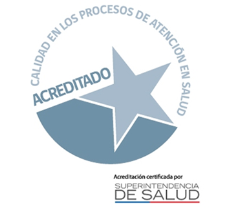 CALIDAD EN LOS PROCESOS DE ATENCIÓN EN SALUD
ACREDITADO
Acreditación certificada por
SUPERINTENDENCIA
DE SALUD